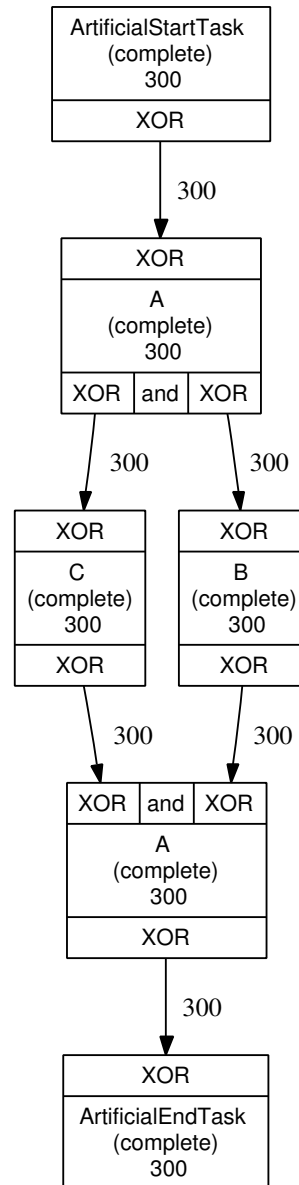 ArtificialStartTask
(complete)
300
XOR
300
XOR
A
(complete)
300
XOR and XOR
300 300
XOR XOR
C B
(complete) (complete)
300 300
XOR XOR
300 300
XOR and XOR
A
(complete)
300
XOR
300
XOR
ArtificialEndTask
(complete)
300